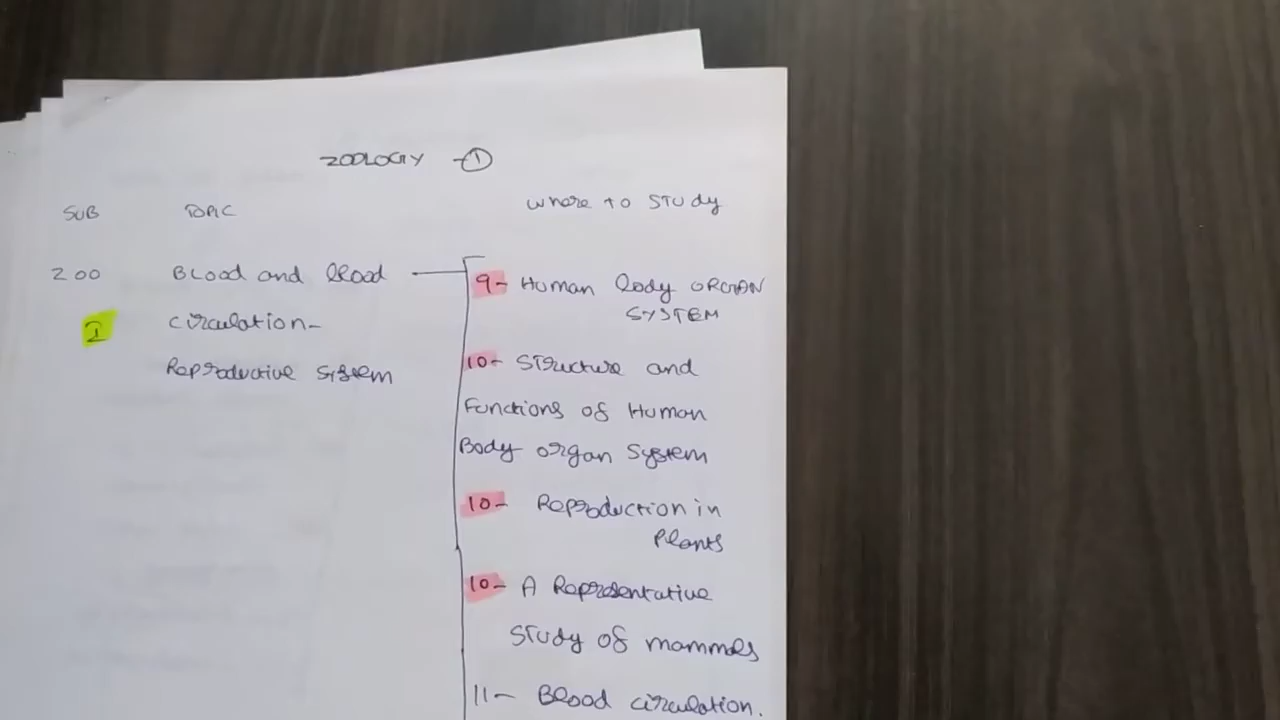 ZOOLOGY -①
SUB TOPIC Where to Study
200 Blood and blood
I circulation-
Reproductive System
9- Human body ORGAN
SYSTEM
10- Structure and
Functions of Human
Body organ System
10- Reproduction in
Plants
10- A Representative
Study of mammals
11- Blood circulation.